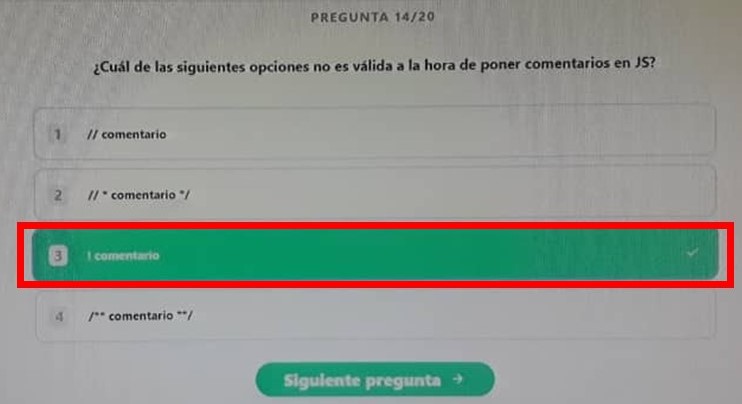 PREGUNTA 14/20
¿Cuál de las siguientes opciones no es válida a la hora de poner comentarios en JS?
1 // comentario
2 // * comentario */
3 ! comentario
4 /** comentario **/
Siguiente pregunta →